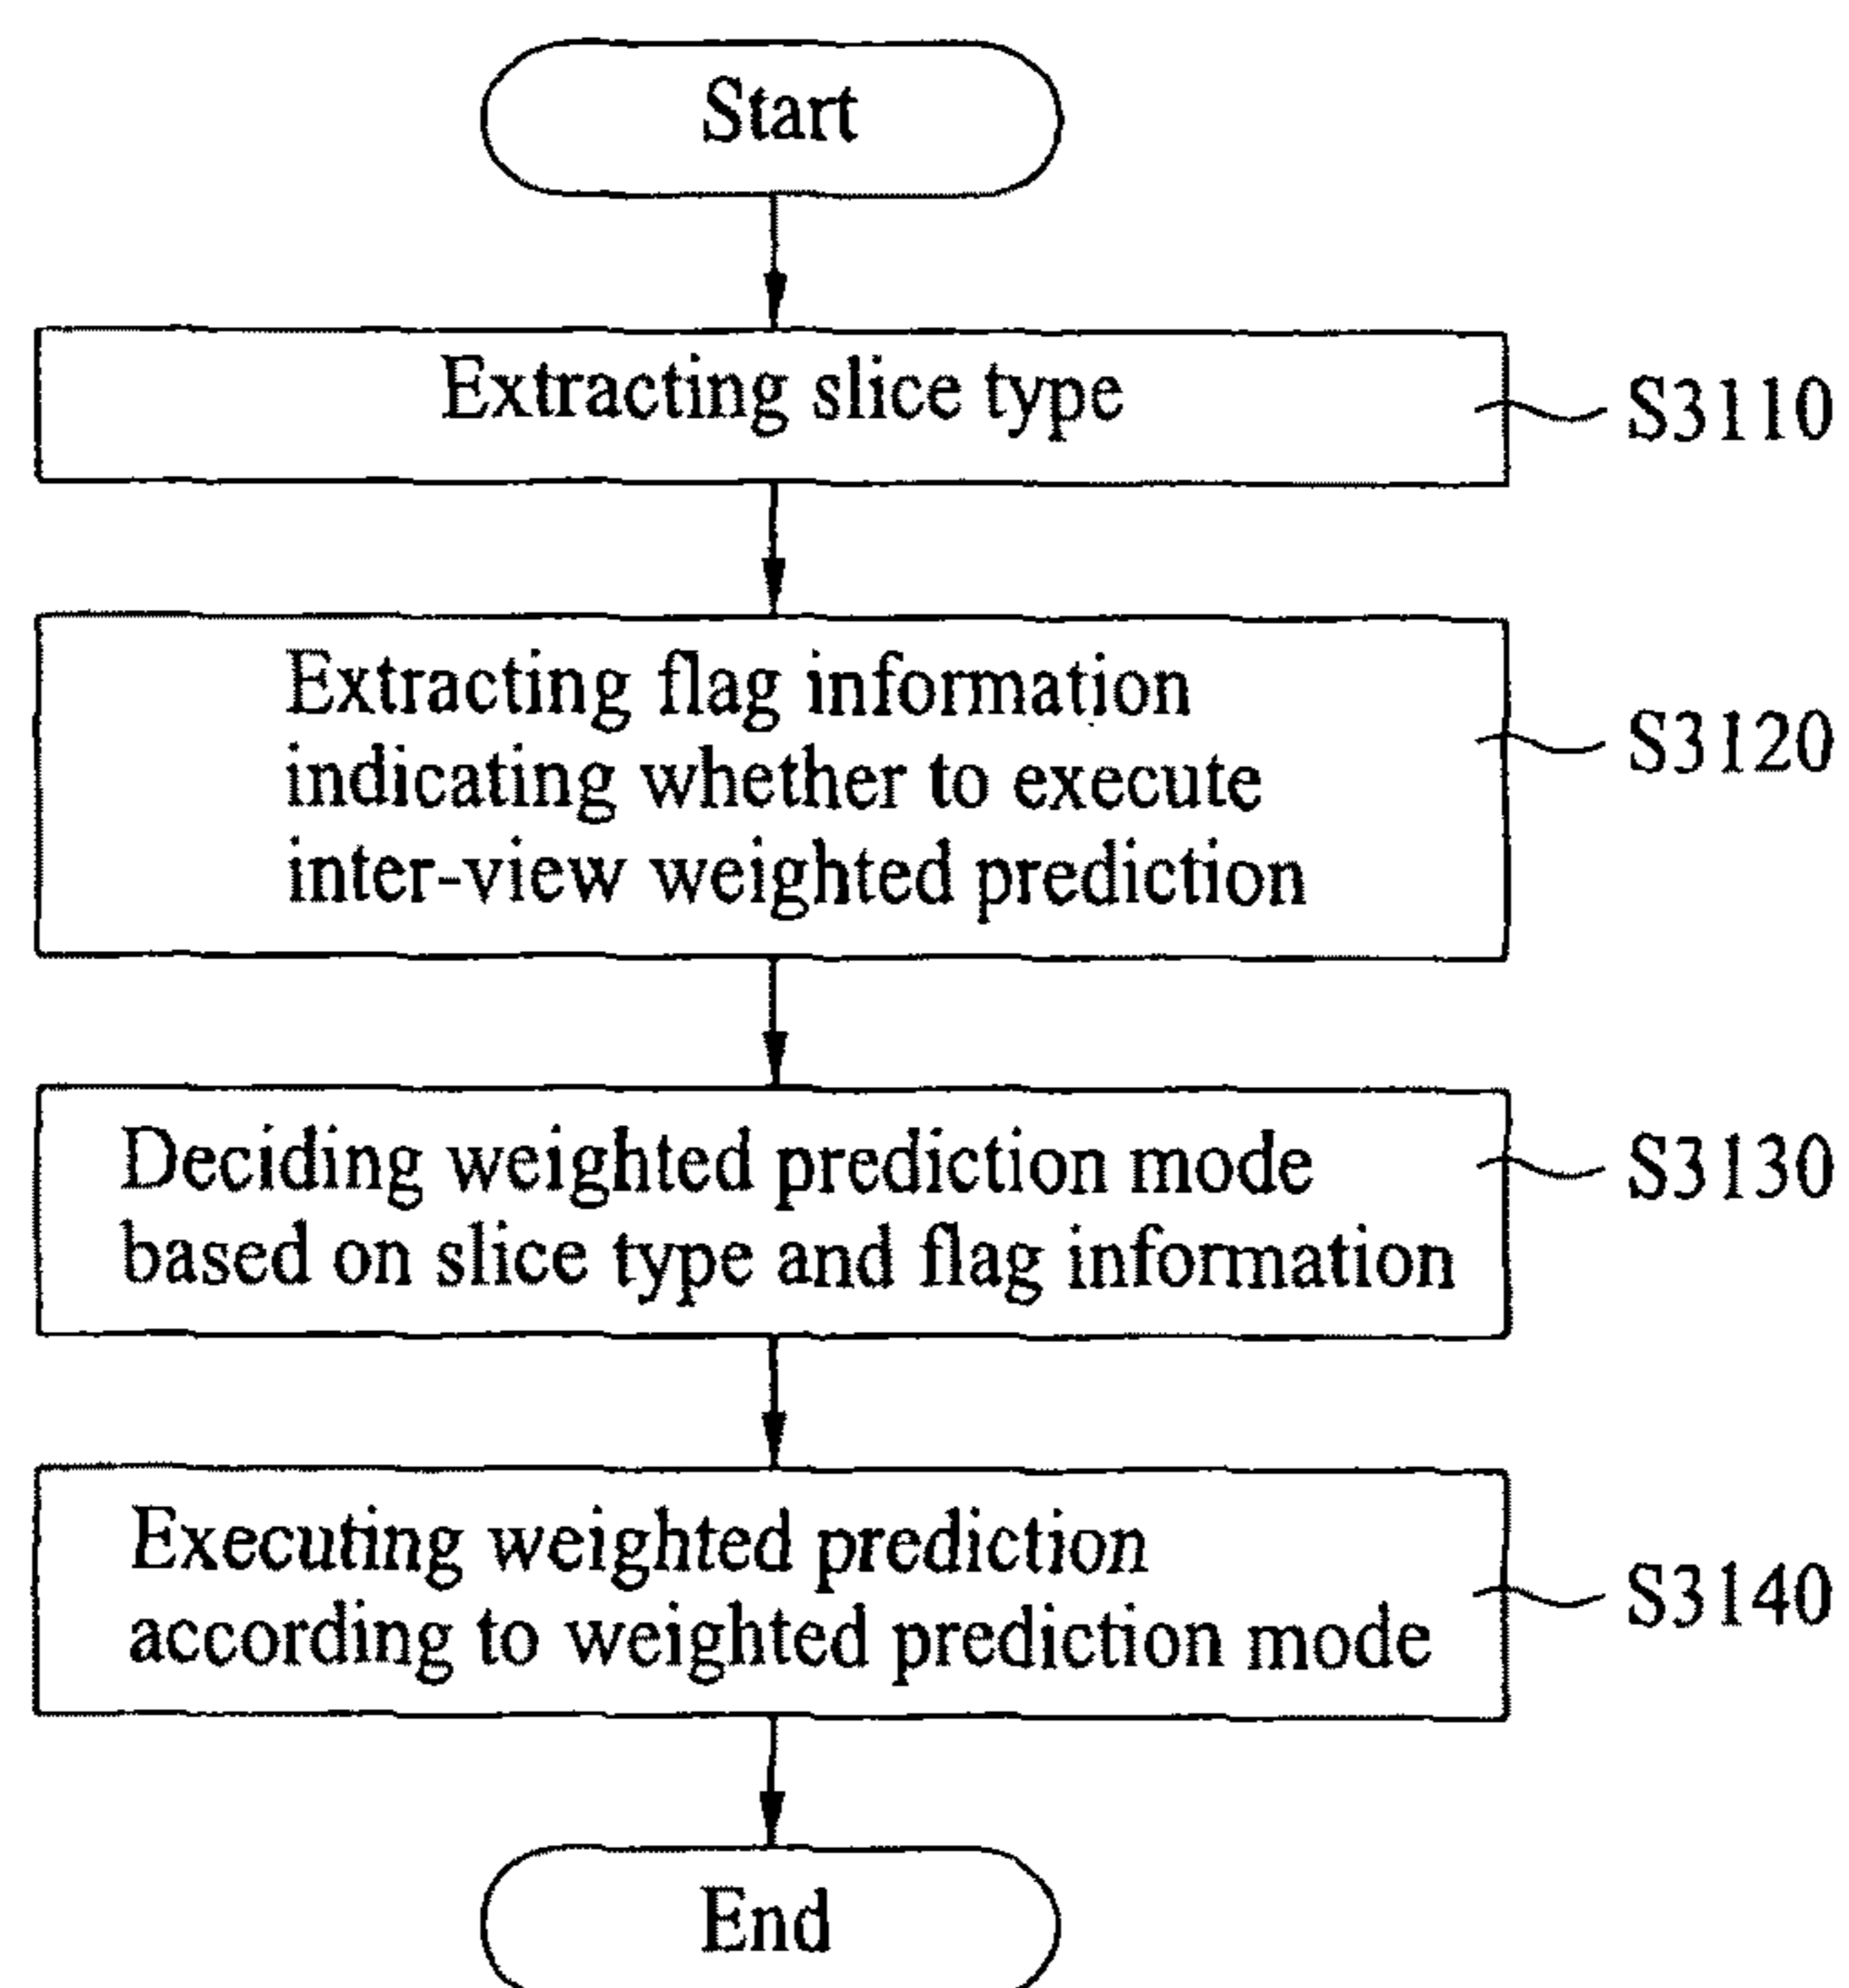 Start
Extracting slice type
S3110
Extracting flag information
indicating whether to execute
inter-view weighted prediction
S3120
Deciding weighted prediction mode
based on slice type and flag information
S3130
Executing weighted prediction
according to weighted prediction mode
S3140
End